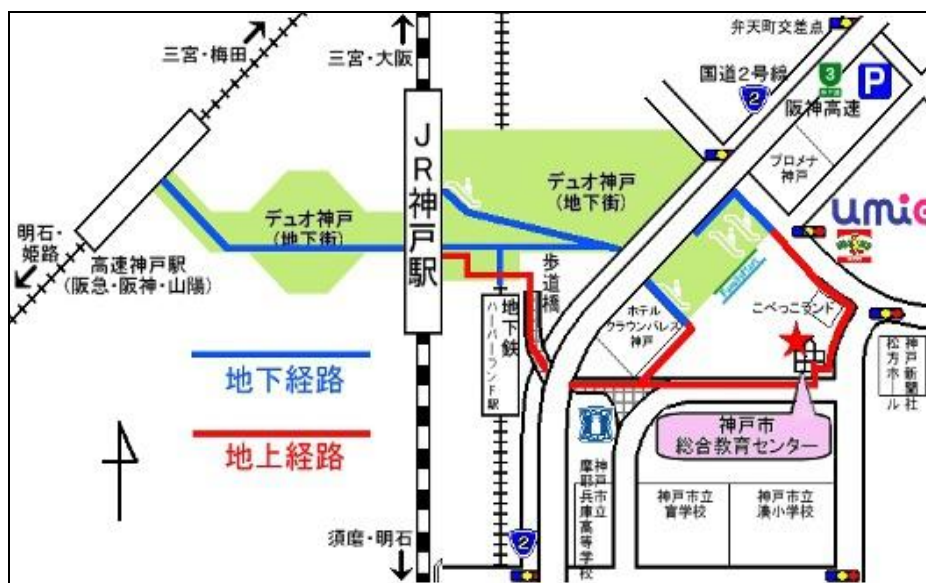 三宮・梅田
三宮・大阪
弁天町交差点
国道2号線
2
3
P
阪神高速
プロメナ
神戸
JR神戸駅
デュオ神戸
(地下街)
デュオ神戸
(地下街)
umie
明石・
姫路
高速神戸駅
(阪急・阪神・山陽)
歩道橋
地下鉄
ハーバーランド駅
ホテル
クラウンパレス
神戸
FamilyMart
こべっこランド
神戸新聞社
松方ホール
地下経路
地上経路
神戸市
総合教育センター
神戸市立
摩耶兵庫高等学校
神戸市立
盲学校
神戸市立
湊小学校
須磨・明石
2